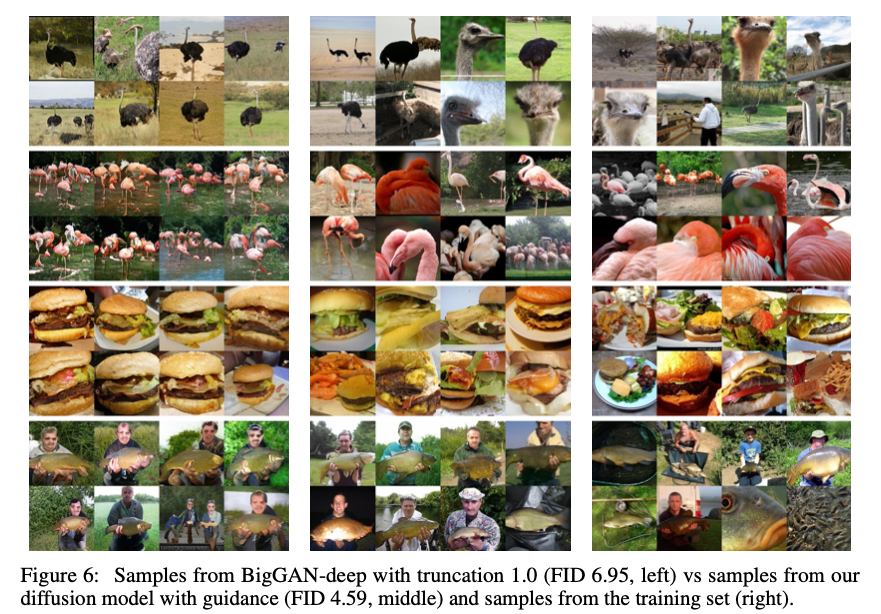 Figure 6: Samples from BigGAN-deep with truncation 1.0 (FID 6.95, left) vs samples from our
diffusion model with guidance (FID 4.59, middle) and samples from the training set (right).